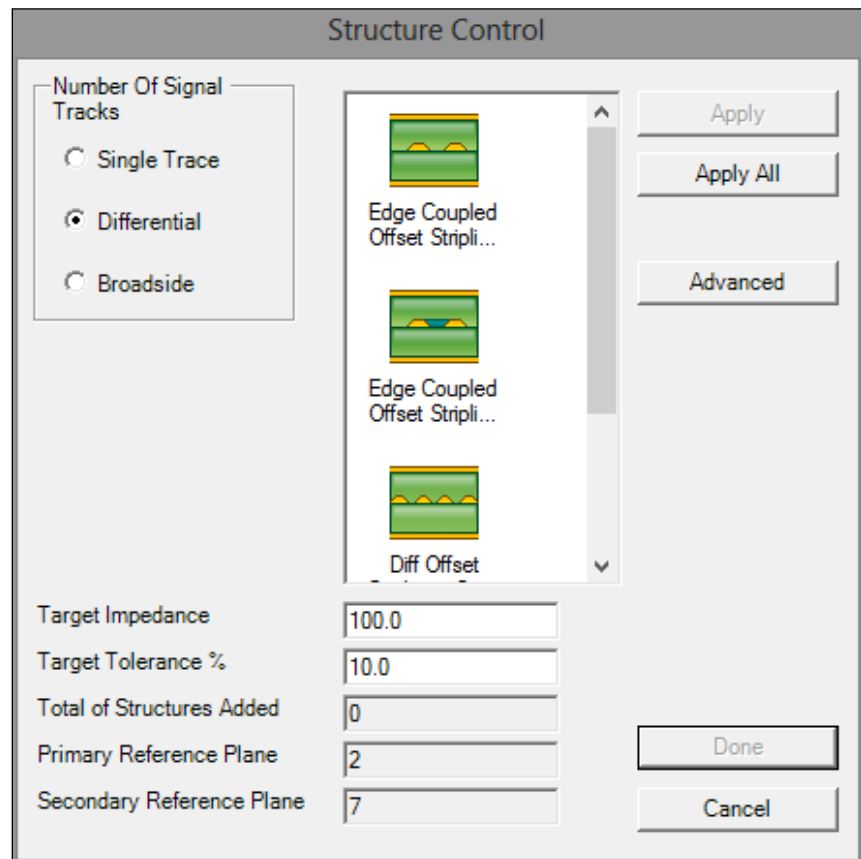 Structure Control
Number Of Signal
Tracks
Single Trace
Differential
Broadside
Edge Coupled
Offset Stripli...
Edge Coupled
Offset Stripli...
Diff Offset
Apply
Apply All
Advanced
Target Impedance
100.0
Target Tolerance %
10.0
Total of Structures Added
0
Primary Reference Plane
2
Secondary Reference Plane
7
Done
Cancel